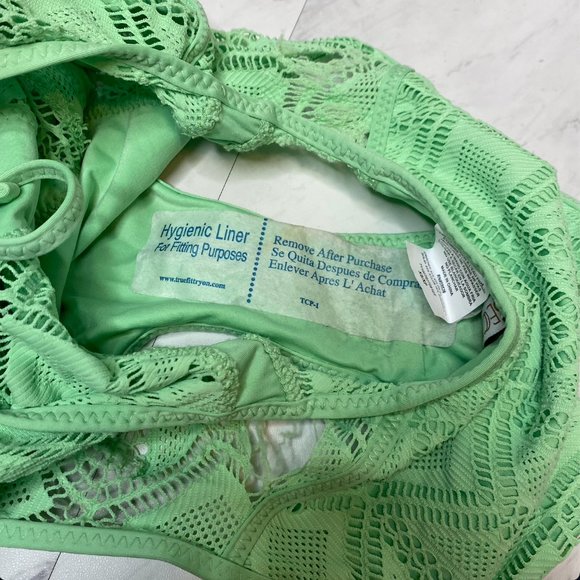 Hygienic Liner
For Fitting Purposes
www.truefitryon.com
Remove After Purchase
Se Quita Despues de Compra
Enlever Apres L' Achat
TCP-1